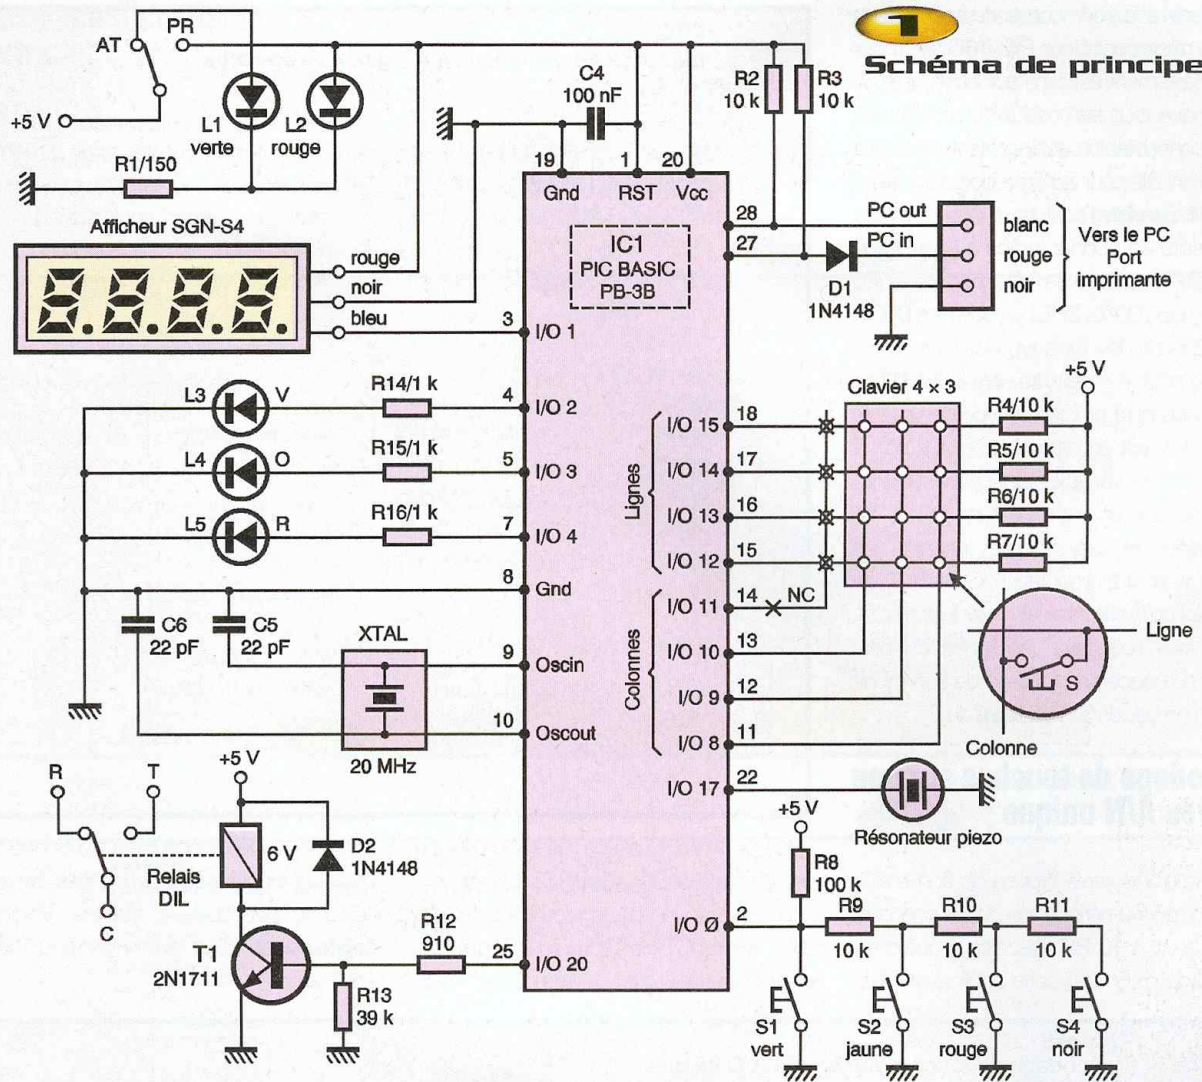 1
Schéma de principe
AT
PR
+5 V
L1
verte
L2
rouge
R1/150
C4
100 nF
R2
10 k
R3
10 k
19
1
20
Gnd
RST
Vcc
IC1
PIC BASIC
PB-3B
28
PC out
27
PC in
D1
1N4148
blanc
rouge
noir
Vers le PC
Port
imprimante
Afficheur SGN-S4
8.8.8.8.
rouge
noir
bleu
3
I/O 1
L3
V
R14/1 k
4
I/O 2
L4
O
R15/1 k
5
I/O 3
L5
R
R16/1 k
7
I/O 4
8
Gnd
C6
22 pF
C5
22 pF
XTAL
20 MHz
9
Oscin
10
Oscout
Lignes
I/O 15
18
I/O 14
17
I/O 13
16
I/O 12
15
Colonnes
I/O 11
14
NC
I/O 10
13
I/O 9
12
I/O 8
11
Clavier 4 × 3
+5 V
R4/10 k
R5/10 k
R6/10 k
R7/10 k
Ligne
S
Colonne
I/O 17
22
Résonateur piezo
R
T
C
Relais
DIL
+5 V
6 V
D2
1N4148
T1
2N1711
R12
910
R13
39 k
25
I/O 20
I/O Ø
2
+5 V
R8
100 k
R9
10 k
R10
10 k
R11
10 k
S1
vert
S2
jaune
S3
rouge
S4
noir